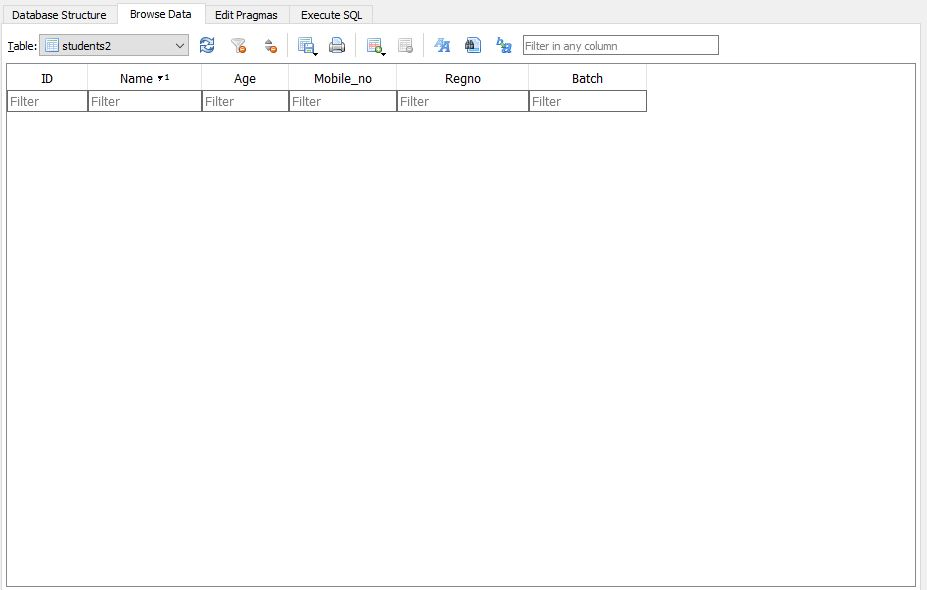 Database Structure Browse Data Edit Pragmas Execute SQL
Table: students2 Filter in any column
ID Name 1 Age Mobile_no Regno Batch
Filter Filter Filter Filter Filter Filter